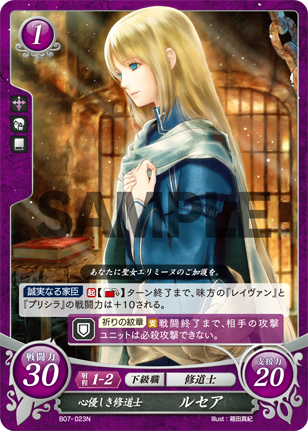 1
SAMPLE
あなたに聖女エリミーヌのご加護を。
誠実なる家臣 起【 】ターン終了まで、味方の『レイヴァン』と
『プリシラ』の戦闘力は+10される。
祈りの紋章 支 戦闘終了まで、相手の攻撃
ユニットは必殺攻撃できない。
戦闘力 30 射程 1-2 下級職 修道士 支援力 20
心優しき修道士 ルセア
B07-023N Illust:箱田真紀